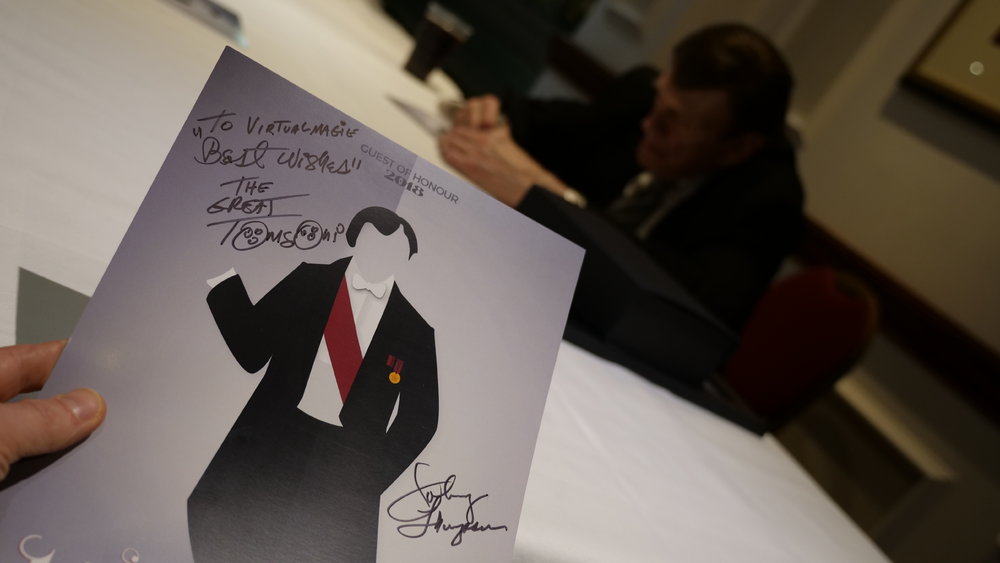 "To VIRTUALMAGIE
Best Wishes"
THE
GREAT
TOMSONi
GUEST OF HONOUR
2018